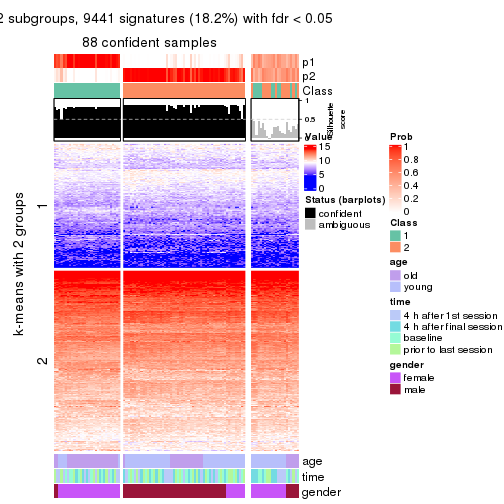 2 subgroups, 9441 signatures (18.2%) with fdr < 0.05
88 confident samples
p1
p2
Class
1
0.5
0
Silhouette
score
k-means with 2 groups
1
2
age
time
gender
Value
15
10
5
0
Status (barplots)
confident
ambiguous
Prob
1
0.8
0.6
0.4
0.2
0
Class
1
2
age
old
young
time
4 h after 1st session
4 h after final session
baseline
prior to last session
gender
female
male